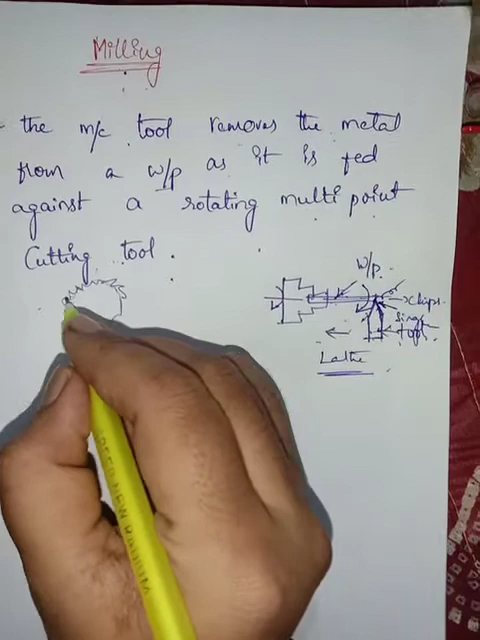 Milling
- the m/c tool removes the metal
from a w/p as it is fed
against a rotating multi point
Cutting tool.
w/p.
chips.
tool
Lathe